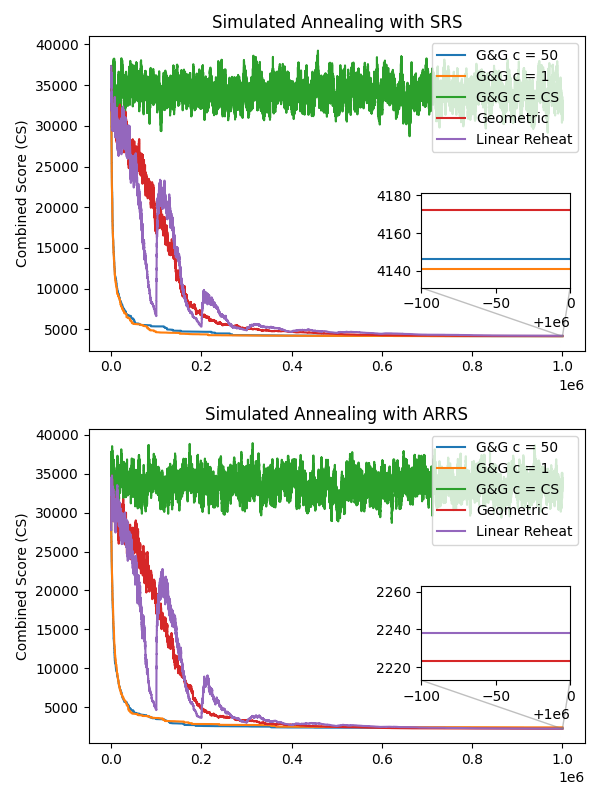 Simulated Annealing with SRS
Combined Score (CS)
40000
35000
30000
25000
20000
15000
10000
5000
G&G c = 50
G&G c = 1
G&G c = CS
Geometric
Linear Reheat
4180
4160
4140
−100
−50
0
+1e6
0.0
0.2
0.4
0.6
0.8
1.0
1e6
Simulated Annealing with ARRS
Combined Score (CS)
40000
35000
30000
25000
20000
15000
10000
5000
G&G c = 50
G&G c = 1
G&G c = CS
Geometric
Linear Reheat
2260
2240
2220
−100
−50
0
+1e6
0.0
0.2
0.4
0.6
0.8
1.0
1e6